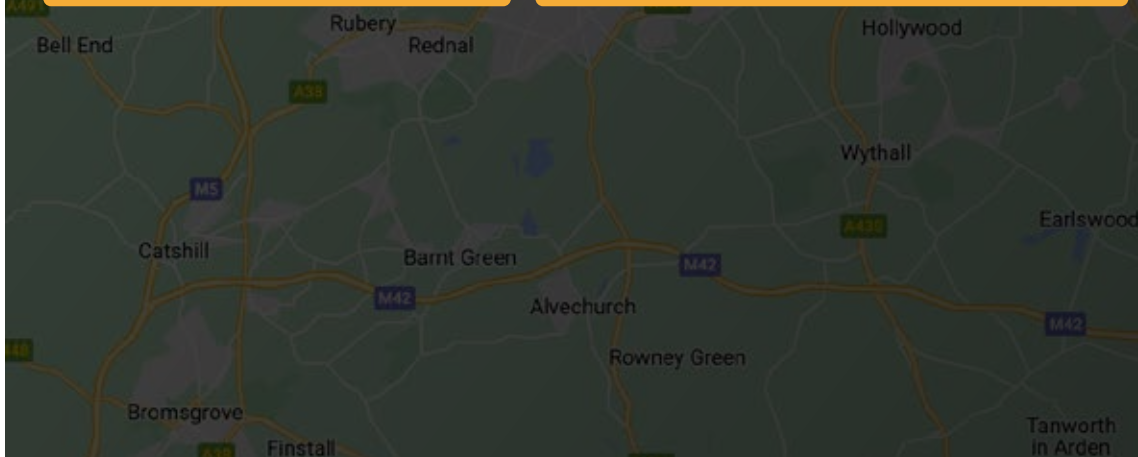 A491
Rubery
Hollywood
Bell End
Rednal
A38
Wythall
M5
Earlswood
A435
Catshill
Barnt Green
M42
M42
Alvechurch
M42
Rowney Green
Bromsgrove
Tanworth
in Arden
Finstall